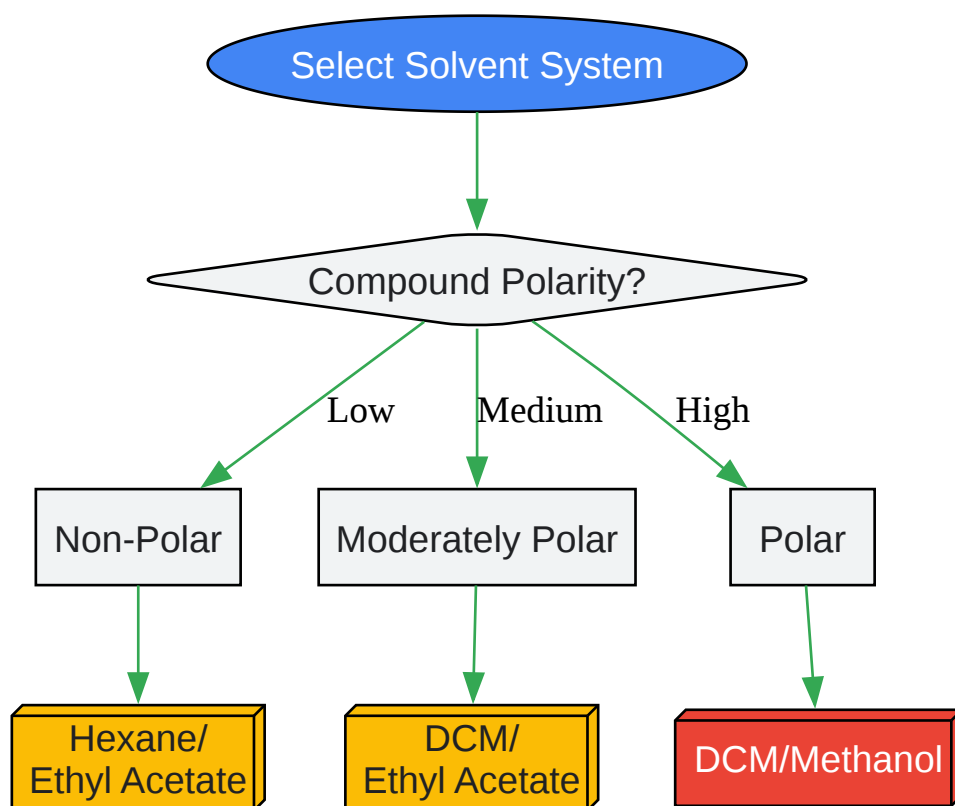 Select Solvent System
Compound Polarity?
Low
Medium
High
Non-Polar
Moderately Polar
Polar
Hexane/
Ethyl Acetate
DCM/
Ethyl Acetate
DCM/Methanol